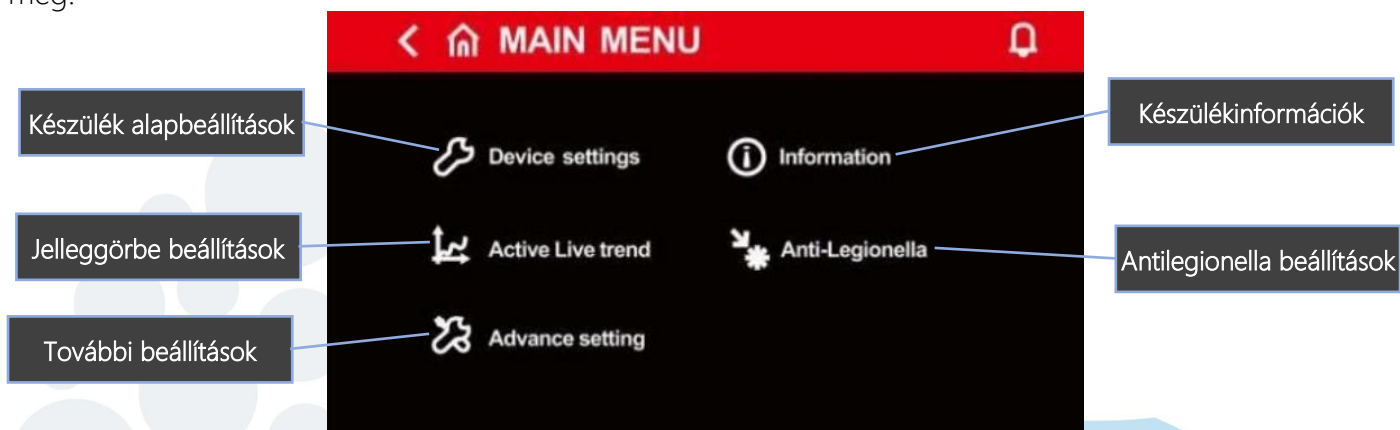 meg.
MAIN MENU
Készülék alapbeállítások
Device settings
Information
Készülékinformációk
Jelleggörbe beállítások
Active Live trend
Anti-Legionella
Antilegionella beállítások
További beállítások
Advance setting